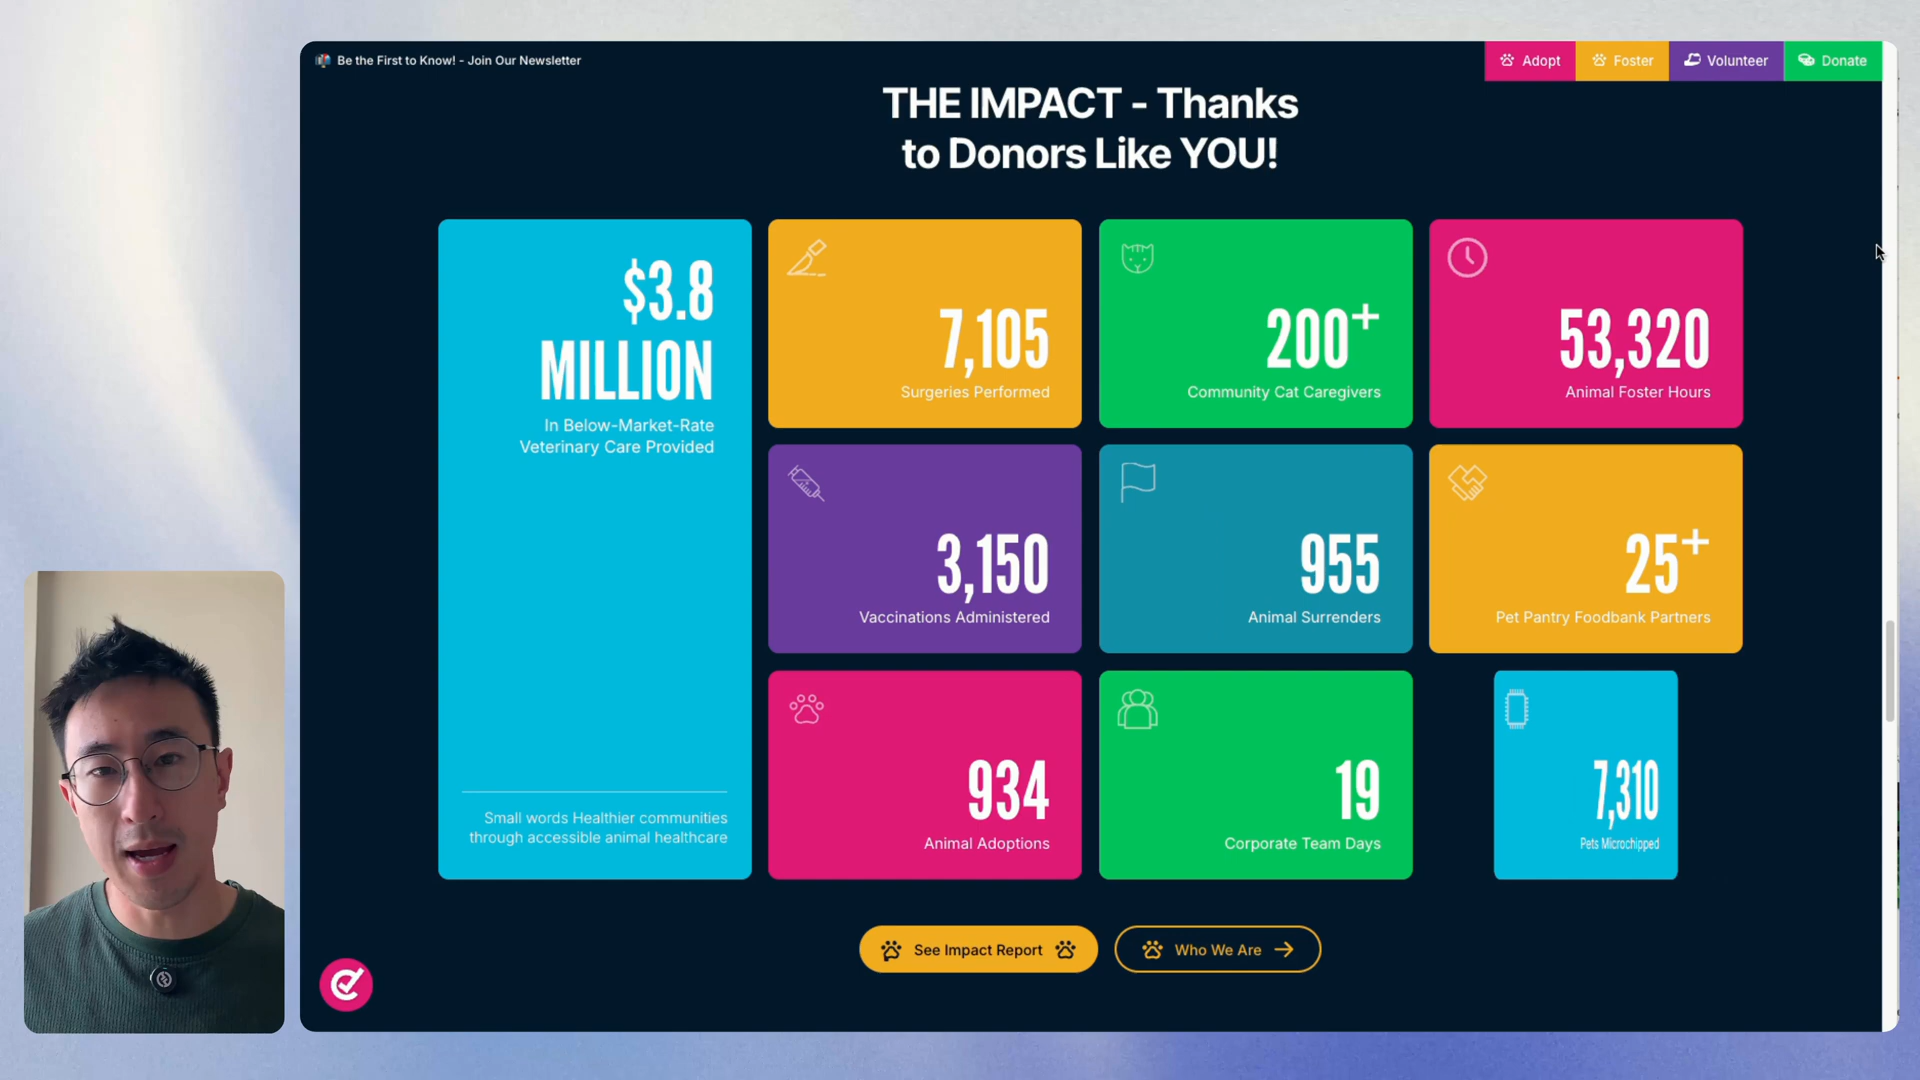 Be the First to Know! - Join Our Newsletter
Adopt
Foster
Volunteer
Donate
THE IMPACT - Thanks
to Donors Like YOU!
$3.8
MILLION
In Below-Market-Rate
Veterinary Care Provided
Small words Healthier communities
through accessible animal healthcare
7,105
Surgeries Performed
200+
Community Cat Caregivers
53,320
Animal Foster Hours
3,150
Vaccinations Administered
955
Animal Surrenders
25+
Pet Pantry Foodbank Partners
934
Animal Adoptions
19
Corporate Team Days
7,310
Pets Microchipped
See Impact Report
Who We Are